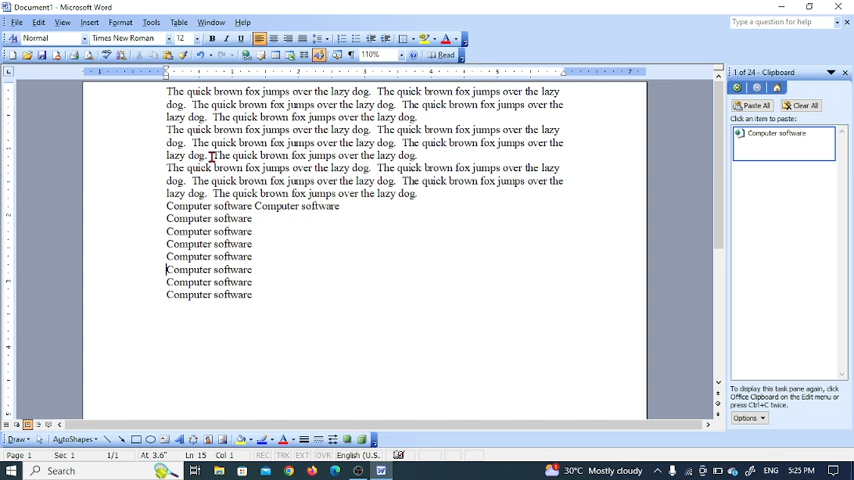 Document1 - Microsoft Word
File Edit View Insert Format Tools Table Window Help
Type a question for help
Normal Times New Roman 12 B I U
110% Read
1 of 24 - Clipboard
Paste All Clear All
Click an item to paste:
Computer software
The quick brown fox jumps over the lazy dog. The quick brown fox jumps over the lazy
dog. The quick brown fox jumps over the lazy dog. The quick brown fox jumps over the
lazy dog. The quick brown fox jumps over the lazy dog.
The quick brown fox jumps over the lazy dog. The quick brown fox jumps over the lazy
dog. The quick brown fox jumps over the lazy dog. The quick brown fox jumps over the
lazy dog. The quick brown fox jumps over the lazy dog.
The quick brown fox jumps over the lazy dog. The quick brown fox jumps over the lazy
dog. The quick brown fox jumps over the lazy dog. The quick brown fox jumps over the
lazy dog. The quick brown fox jumps over the lazy dog.
Computer software Computer software
Computer software
Computer software
Computer software
Computer software
Computer software
Computer software
Computer software
To display this task pane again, click
Office Clipboard on the Edit menu or
press Ctrl+C twice.
Options
Draw AutoShapes
Page 1 Sec 1 1/1 At 3.6" Ln 15 Col 1 REC TRK EXT OVR English (U.S.
Search 30°C Mostly cloudy ENG 5:25 PM